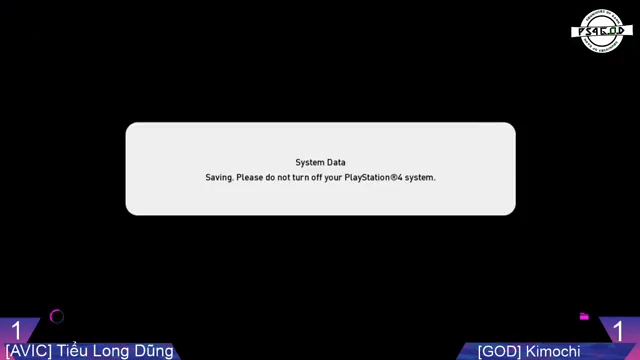 PS4G.OD
System Data
Saving. Please do not turn off your PlayStation®4 system.
1
1
[AVIC] Tiểu Long Dũng
[GOD] Kimochi